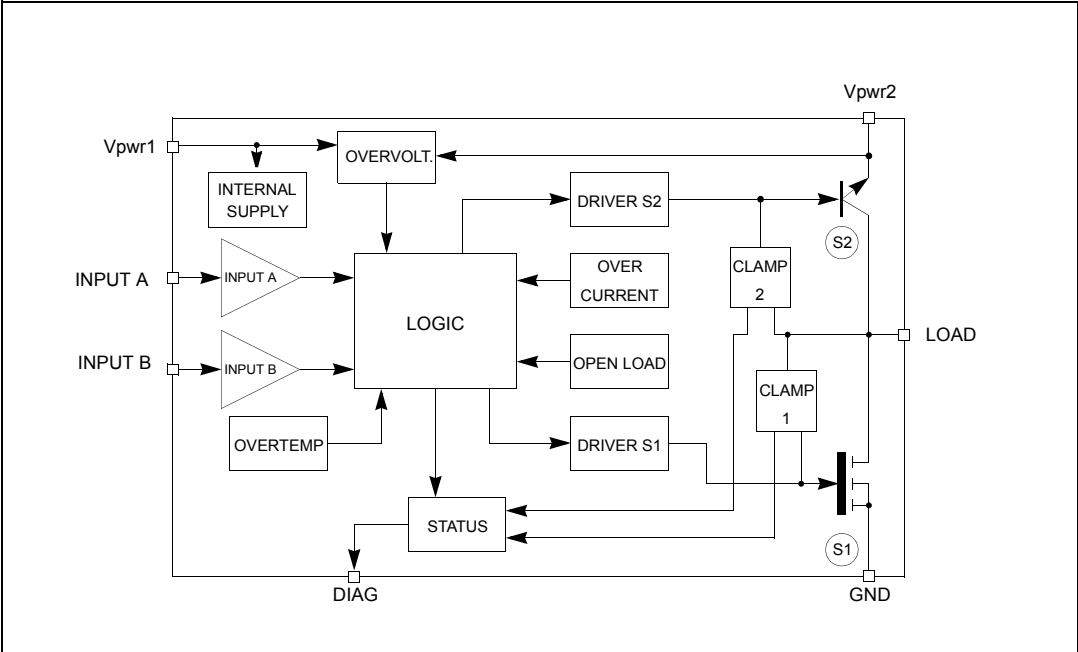 Vpwr2
Vpwr1
OVERVOLT.
INTERNAL
SUPPLY
DRIVER S2
S2
INPUT A
INPUT A
OVER
CURRENT
CLAMP
2
LOGIC
LOAD
INPUT B
INPUT B
OPEN LOAD
CLAMP
1
OVERTEMP
DRIVER S1
STATUS
S1
DIAG
GND